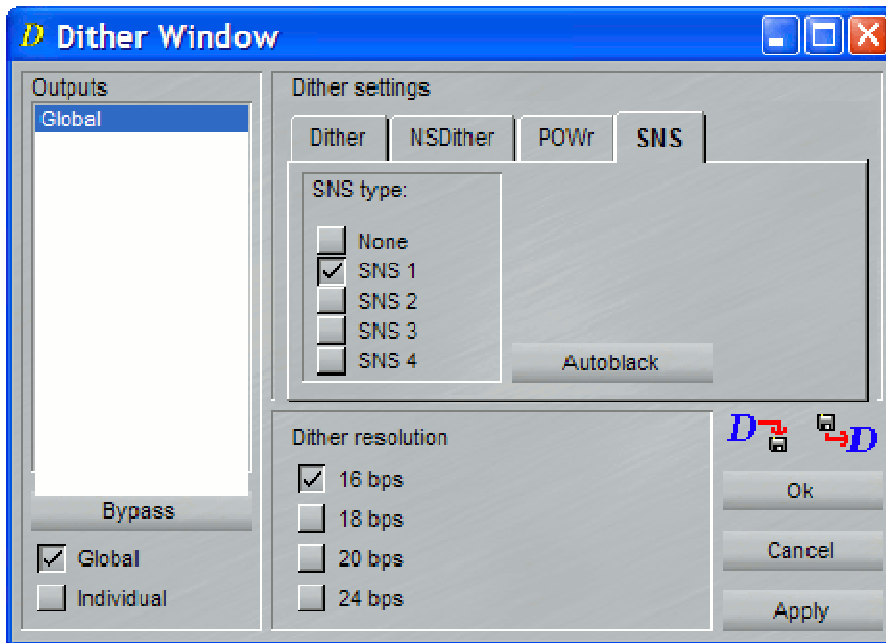 D Dither Window
Outputs
Global
Bypass
Global
Individual
Dither settings
Dither NSDither POWr SNS
SNS type:
None
SNS 1
SNS 2
SNS 3
SNS 4
Autoblack
Dither resolution
16 bps
18 bps
20 bps
24 bps
D D
Ok
Cancel
Apply